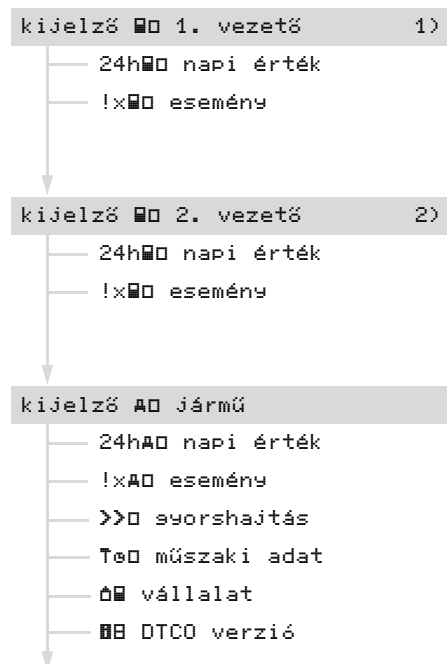 kijelző 1. vezető 1)
24h napi érték
!x esemény
kijelző 2. vezető 2)
24h napi érték
!x esemény
kijelző jármű
24h napi érték
!x esemény
>> gyorshajtás
műszaki adat
vállalat
DTCO verzió